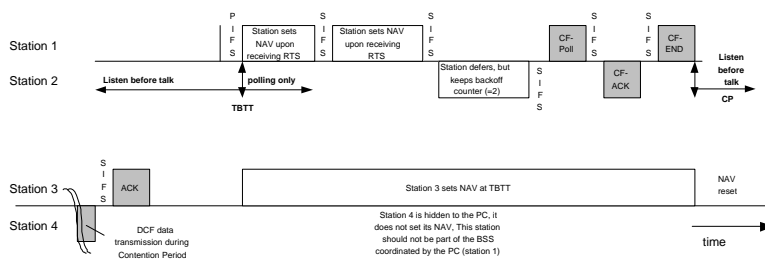 P
I
F
S
Station sets
NAV upon
receiving RTS
S
I
F
S
Station sets NAV
upon receiving
RTS
S
I
F
S
CF-
Poll
S
I
F
S
S
I
F
S
CF-
END
Listen
before
talk
Station 1
Station 2
Listen before talk
polling only
TBTT
Station defers, but
keeps backoff
counter (=2)
S
I
F
S
CF-
ACK
CP
S
I
F
S
ACK
Station 3 sets NAV at TBTT
NAV
reset
Station 3
Station 4
DCF data
transmission during
Contention Period
Station 4 is hidden to the PC, it
does not set its NAV, This station
should not be part of the BSS
coordinated by the PC (station 1)
time